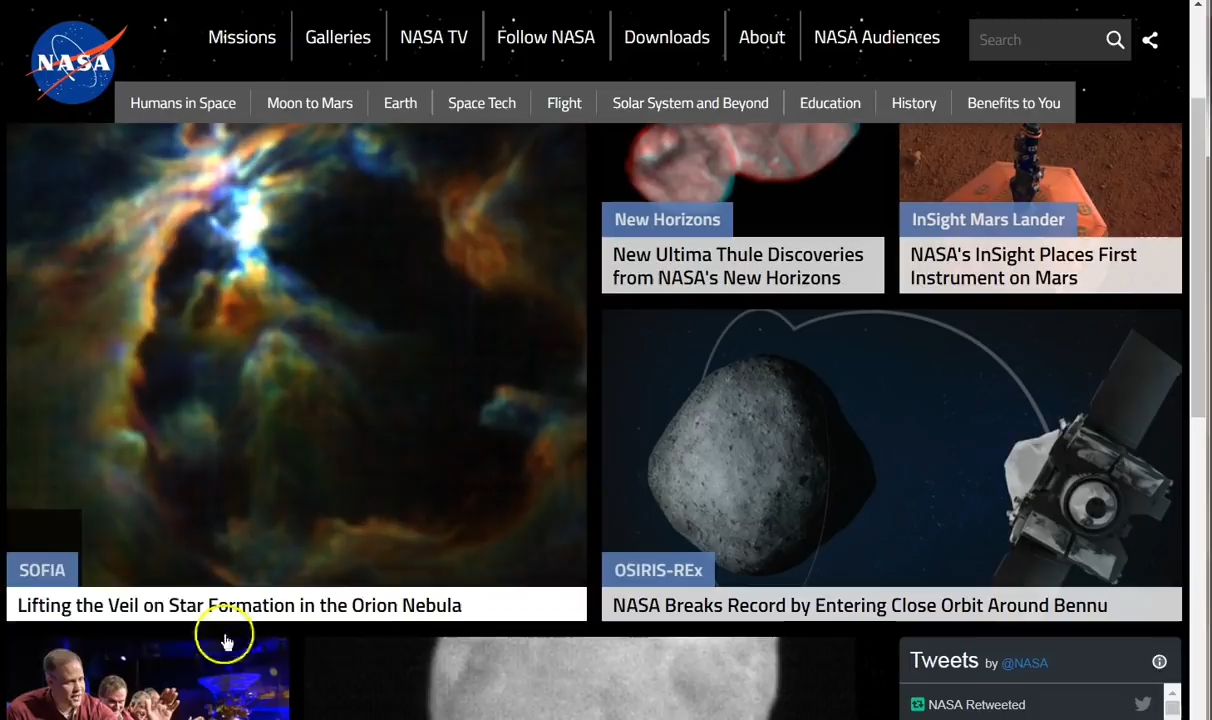 NASA
Missions
Galleries
NASA TV
Follow NASA
Downloads
About
NASA Audiences
Search
Humans in Space
Moon to Mars
Earth
Space Tech
Flight
Solar System and Beyond
Education
History
Benefits to You
New Horizons
New Ultima Thule Discoveries
from NASA's New Horizons
InSight Mars Lander
NASA's InSight Places First
Instrument on Mars
SOFIA
Lifting the Veil on Star Formation in the Orion Nebula
OSIRIS-REx
NASA Breaks Record by Entering Close Orbit Around Bennu
Tweets by @NASA
NASA Retweeted